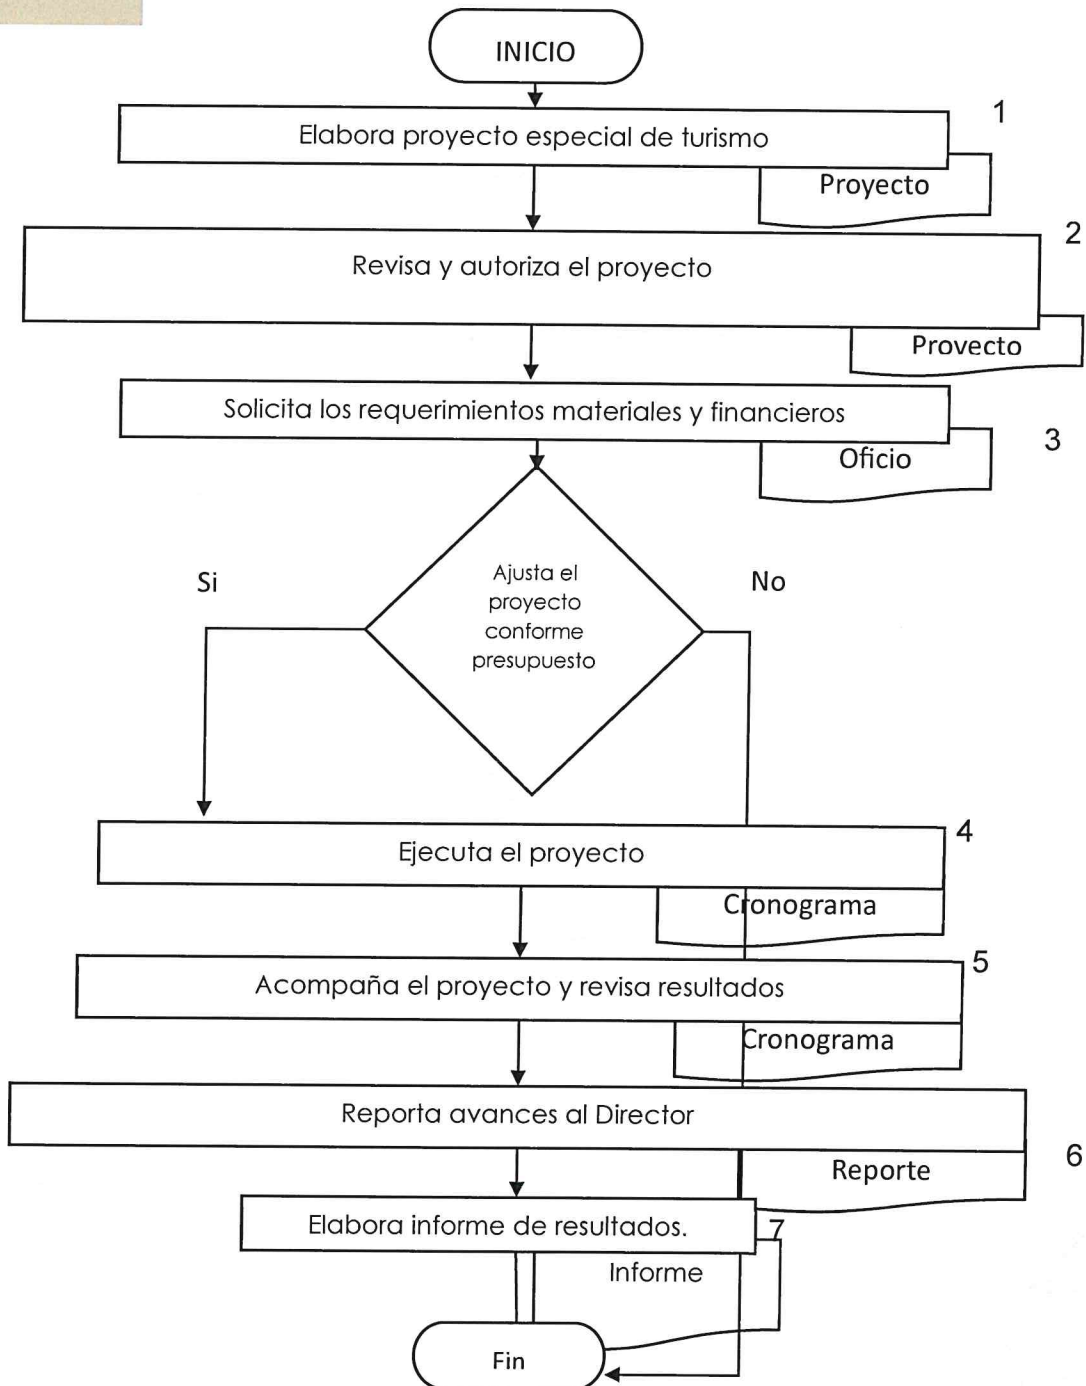 INICIO
1
Elabora proyecto especial de turismo
Proyecto
2
Revisa y autoriza el proyecto
Provecto
Solicita los requerimientos materiales y financieros
3
Oficio
Si
Ajusta el
proyecto
conforme
presupuesto
No
4
Ejecuta el proyecto
Cronograma
5
Acompaña el proyecto y revisa resultados
Cronograma
Reporta avances al Director
6
Reporte
Elabora informe de resultados.
7
Informe
Fin